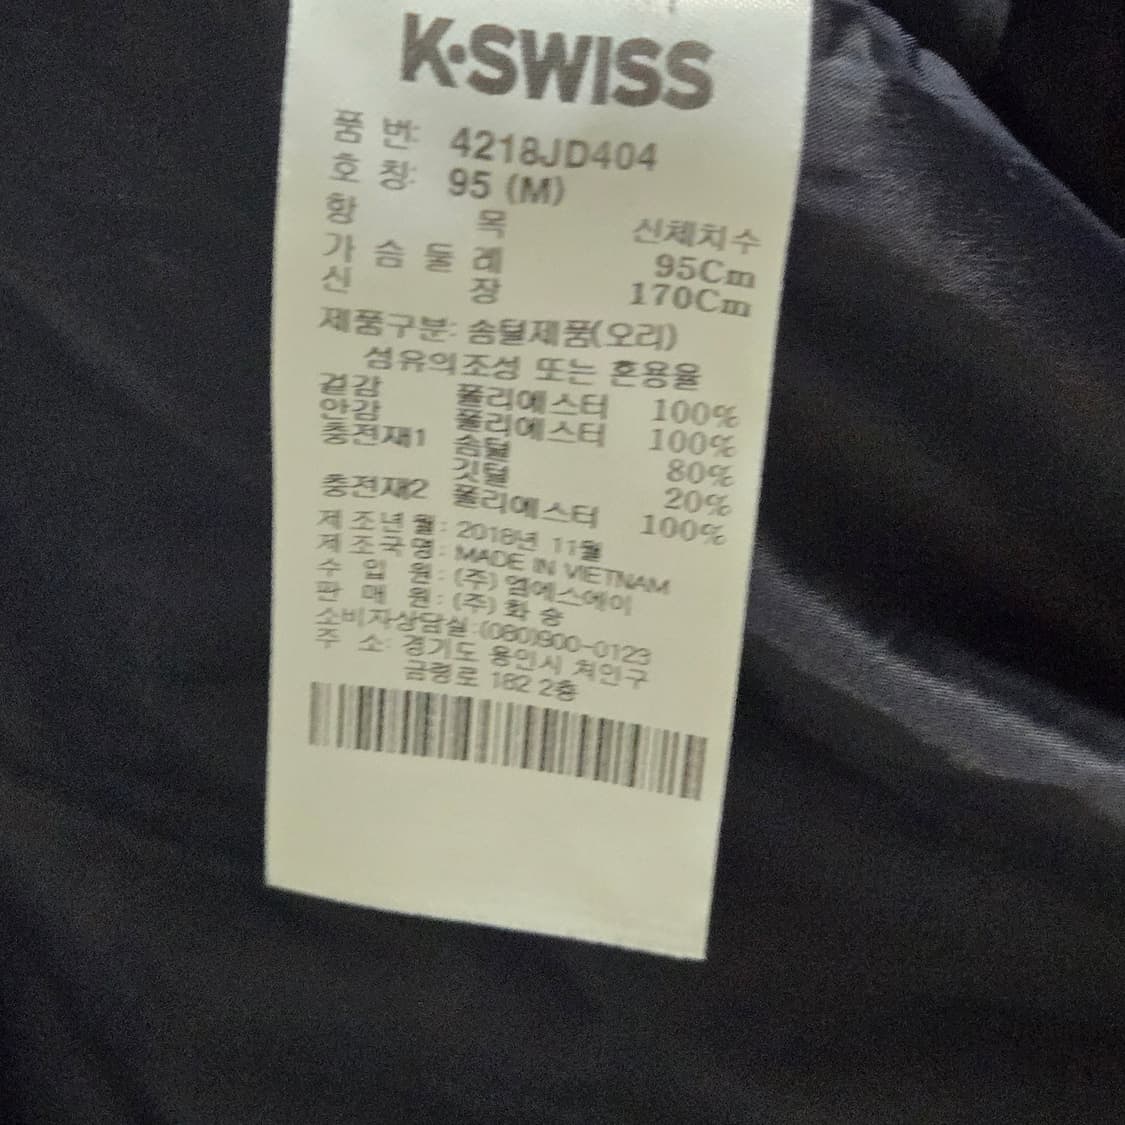 K·SWISS
품 번: 4218JD404
호 칭: 95 (M)
항 목 신체치수
가 슴 둘 레 95Cm
신 장 170Cm
제품구분: 솜털제품(오리)
섬유의조성 또는 혼용율
겉감 폴리에스터 100%
안감 폴리에스터 100%
충전재1 솜털 80%
깃털 20%
충전재2 폴리에스터 100%
제 조년 월: 2018년 11월
제 조국 명: MADE IN VIETNAM
수 입 원: (주) 엠에스에이
판 매 원: (주) 화 승
소비자상담실:(080)900-0123
주 소: 경기도 용인시 처인구
금령로 182 2층